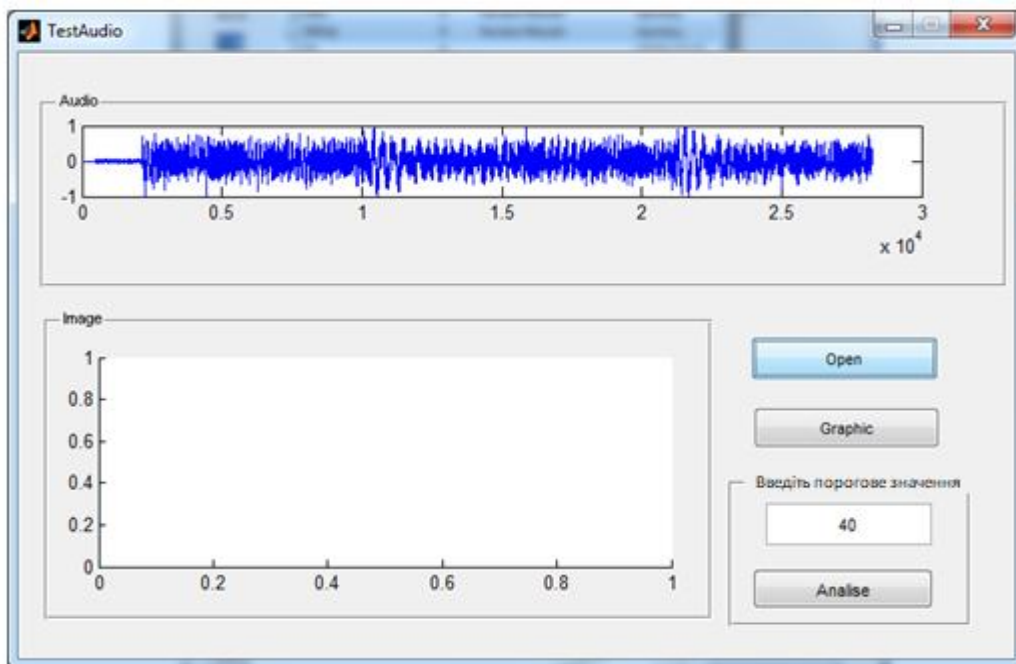 TestAudio
Audio
1
0
-1
0 0.5 1 1.5 2 2.5 3
x 10^4
Image
1
0.8
0.6
0.4
0.2
0
0 0.2 0.4 0.6 0.8 1
Open
Graphic
Введіть порогове значення
40
Analise